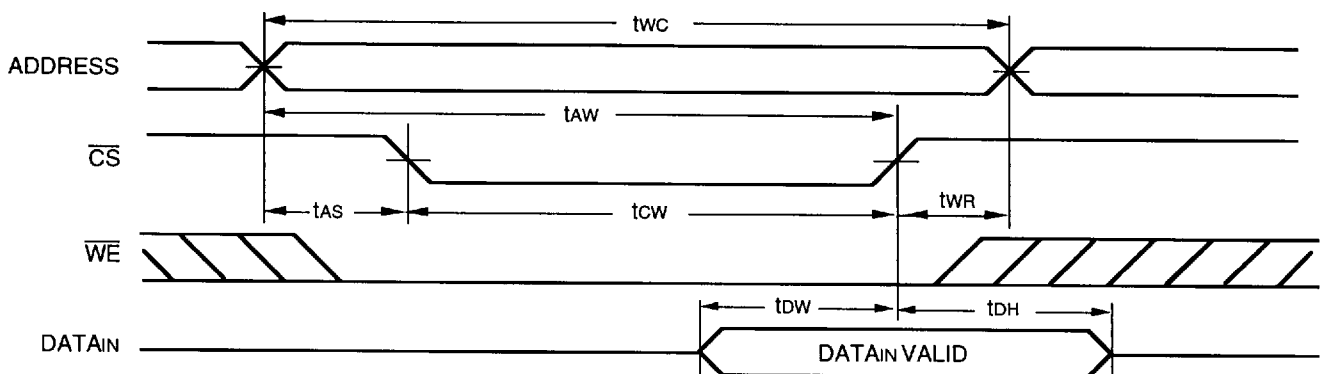 tWC
ADDRESS
tAW
CS
tAS
tCW
tWR
WE
tDW
tDH
DATAIN
DATAIN VALID